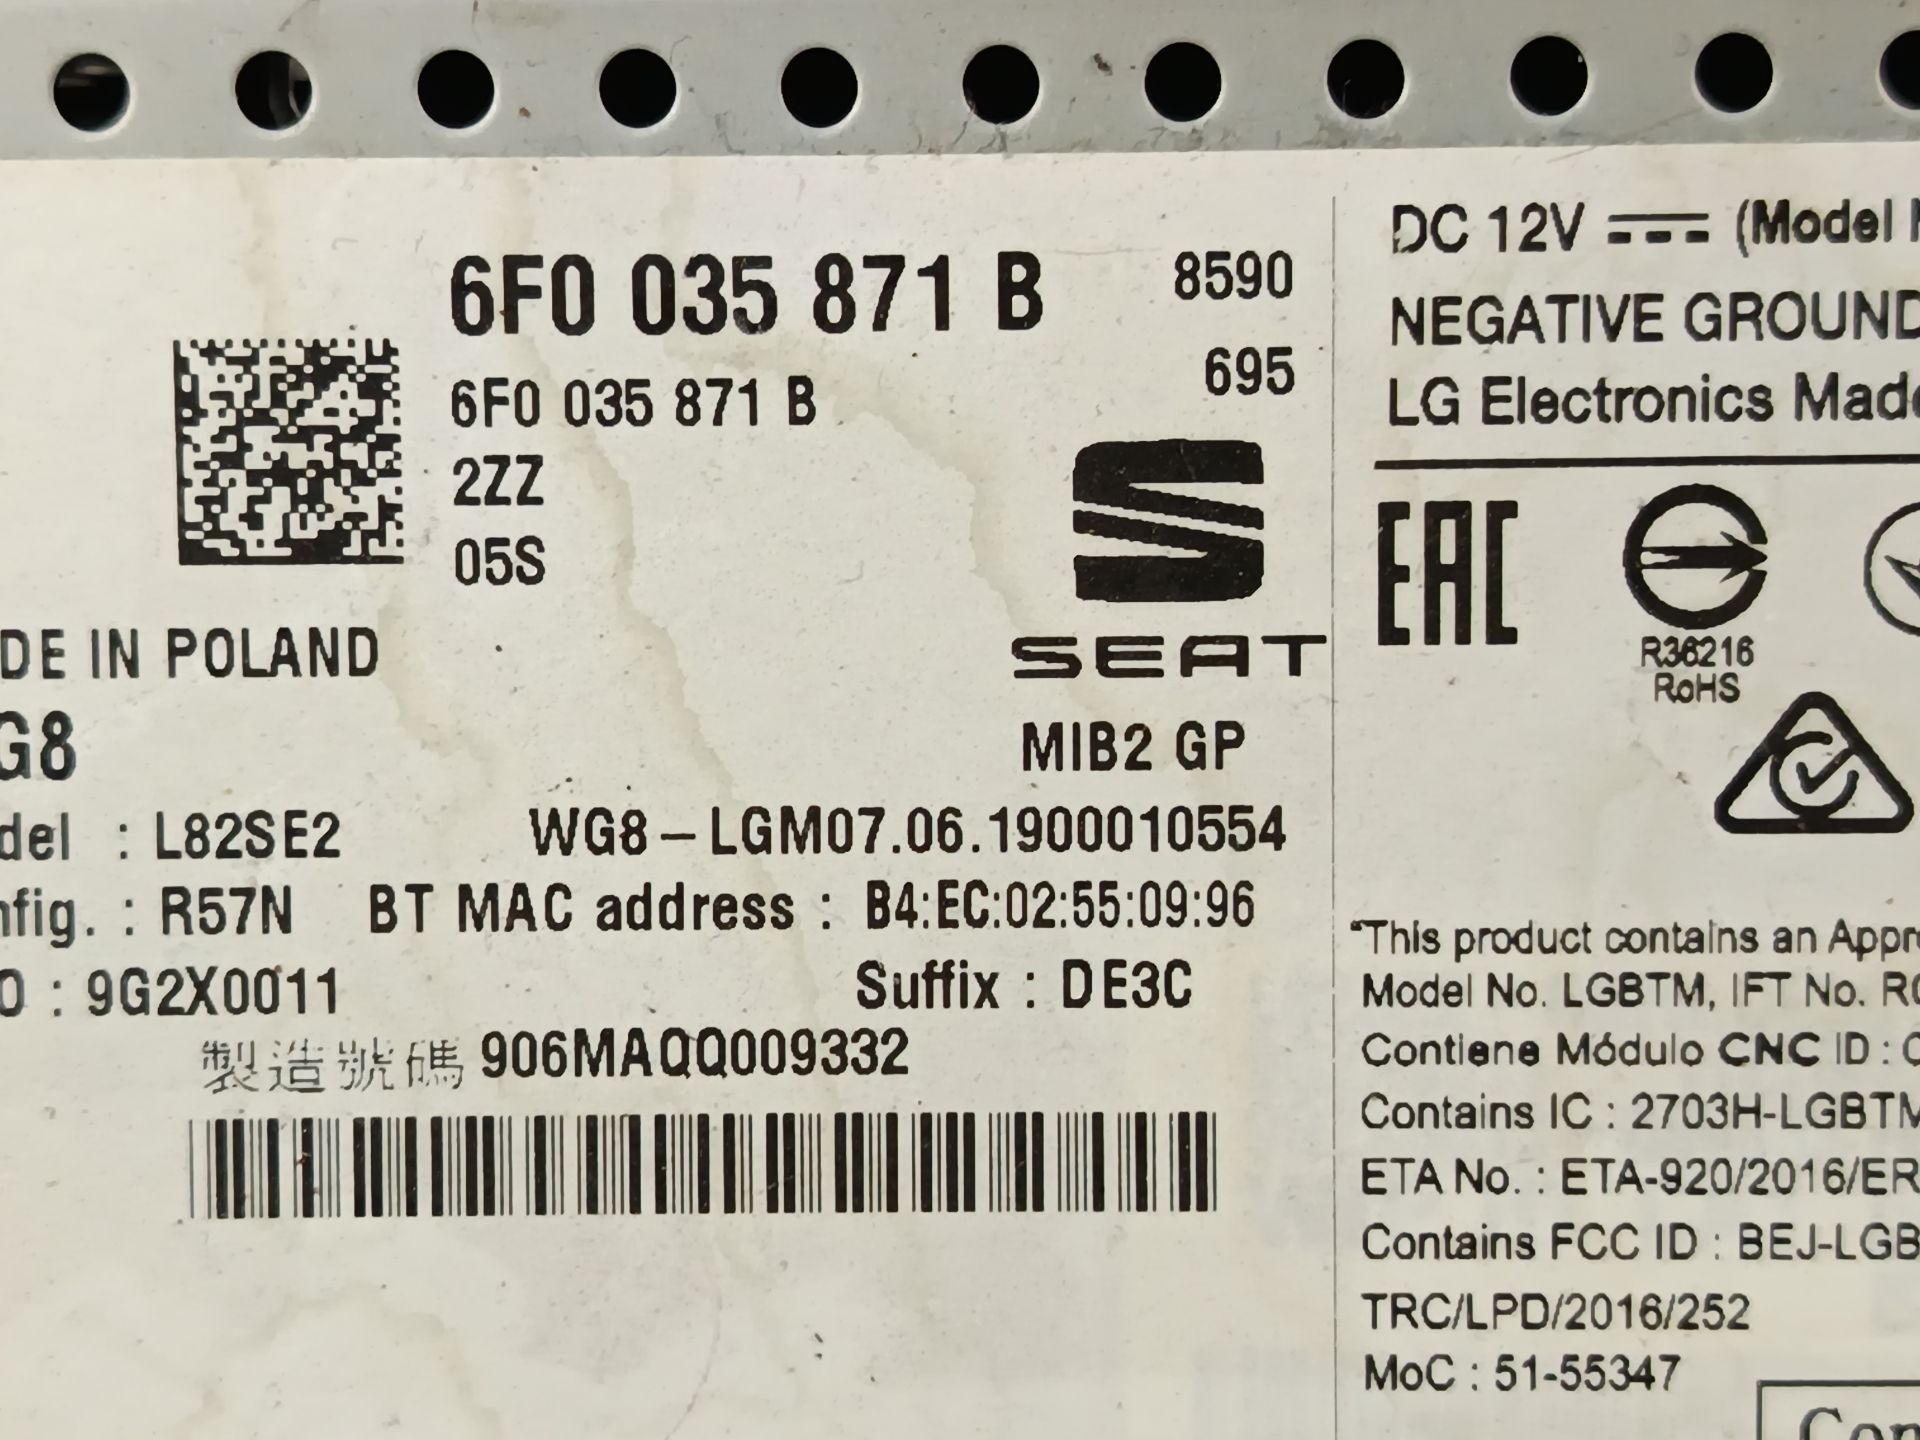 6F0 035 871 B
8590
6F0 035 871 B
695
2ZZ
05S
SEAT
DE IN POLAND
G8
MIB2 GP
del : L82SE2
WG8-LGM07.06.1900010554
nfig. : R57N
BT MAC address : B4:EC:02:55:09:96
O : 9G2X0011
Suffix : DE3C
製造號碼 906MAQQ009332
DC 12V (Model
NEGATIVE GROUND
LG Electronics Made
EAC
R36216
RoHS
"This product contains an Appr
Model No. LGBTM, IFT No. R
Contiene Módulo CNC ID :
Contains IC : 2703H-LGBTM
ETA No. : ETA-920/2016/ER
Contains FCC ID : BEJ-LGB
TRC/LPD/2016/252
MoC : 51-55347
Con